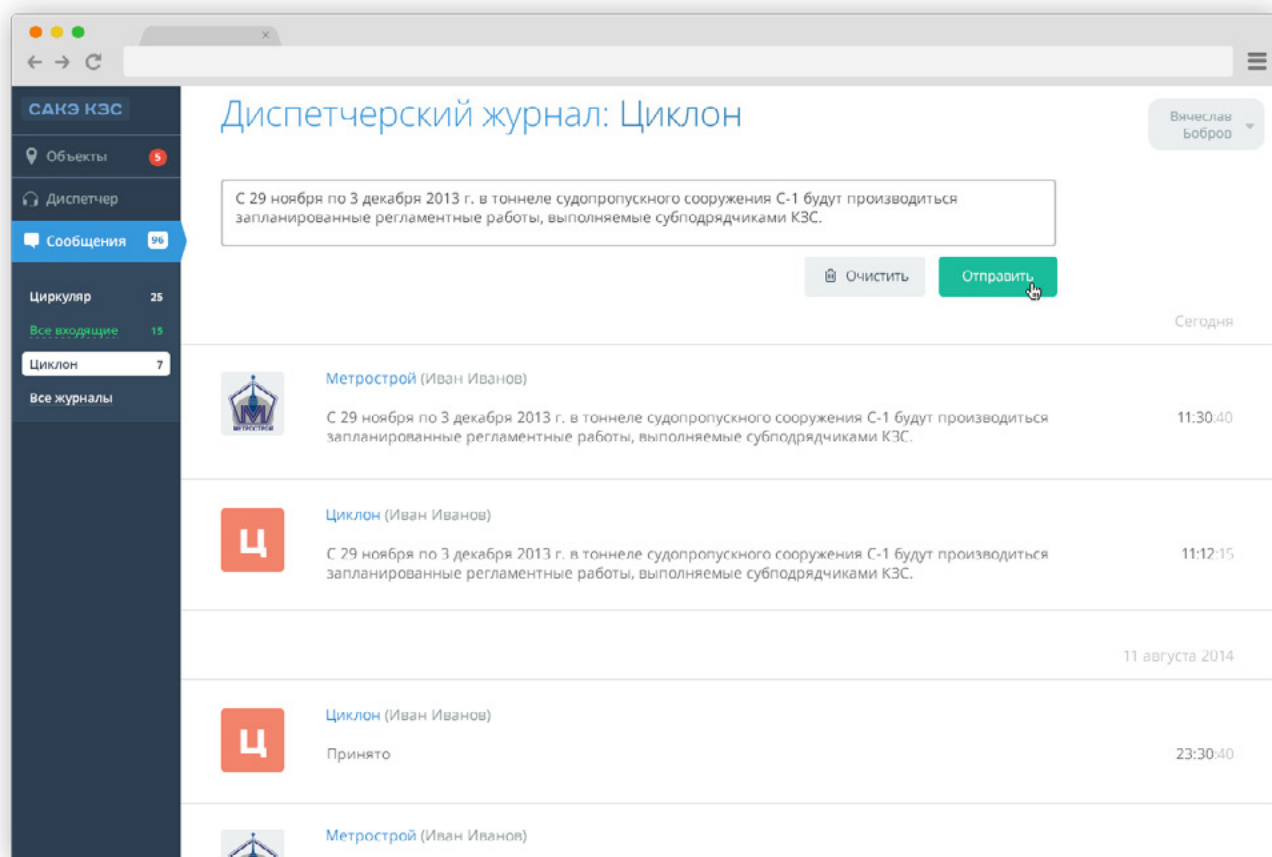 САКЭ КЗС
Объекты 5
Диспетчер
Сообщения 96
Циркуляр 25
Все входящие 15
Циклон 7
Все журналы
Диспетчерский журнал: Циклон
Вячеслав
Бобров
С 29 ноября по 3 декабря 2013 г. в тоннеле судопропускного сооружения С-1 будут производиться
запланированные регламентные работы, выполняемые субподрядчиками КЗС.
Очистить Отправить
Сегодня
Метрострой (Иван Иванов)
С 29 ноября по 3 декабря 2013 г. в тоннеле судопропускного сооружения С-1 будут производиться
запланированные регламентные работы, выполняемые субподрядчиками КЗС.
11:30:40
М
МЕТРОСТРОЙ
Циклон (Иван Иванов)
Ц
С 29 ноября по 3 декабря 2013 г. в тоннеле судопропускного сооружения С-1 будут производиться
запланированные регламентные работы, выполняемые субподрядчиками КЗС.
11:12:15
11 августа 2014
Циклон (Иван Иванов)
Ц
Принято 23:30:40
Метрострой (Иван Иванов)